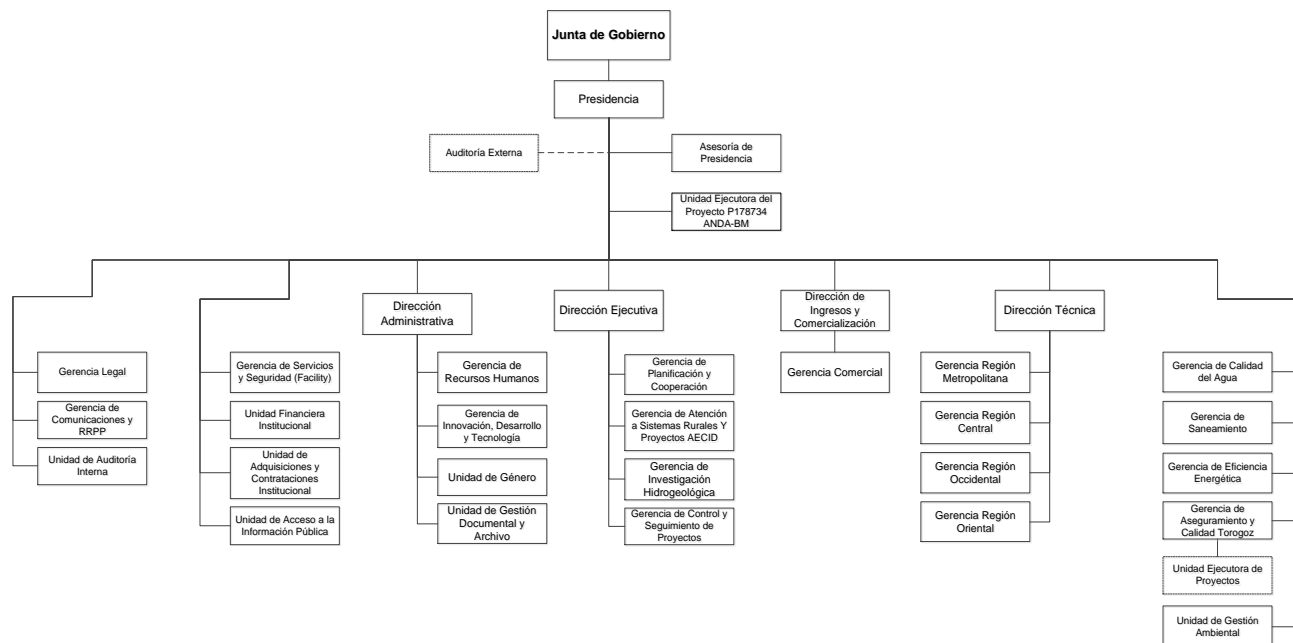 Junta de Gobierno
Presidencia
Auditoría Externa
Asesoría de
Presidencia
Unidad Ejecutora del
Proyecto P178734
ANDA-BM
Dirección
Administrativa
Dirección Ejecutiva
Dirección de
Ingresos y
Comercialización
Dirección Técnica
Gerencia Legal
Gerencia de
Comunicaciones y
RRPP
Unidad de Auditoría
Interna
Gerencia de Servicios
y Seguridad (Facility)
Unidad Financiera
Institucional
Unidad de
Adquisiciones y
Contrataciones
Institucional
Unidad de Acceso a la
Información Pública
Gerencia de
Recursos Humanos
Gerencia de
Innovación, Desarrollo
y Tecnología
Unidad de Género
Unidad de Gestión
Documental y
Archivo
Gerencia de
Planificación y
Cooperación
Gerencia de Atención
a Sistemas Rurales Y
Proyectos AECID
Gerencia de
Investigación
Hidrogeológica
Gerencia de Control y
Seguimiento de
Proyectos
Gerencia Comercial
Gerencia Región
Metropolitana
Gerencia Región
Central
Gerencia Región
Occidental
Gerencia Región
Oriental
Gerencia de Calidad
del Agua
Gerencia de
Saneamiento
Gerencia de Eficiencia
Energética
Gerencia de
Aseguramiento y
Calidad Torogoz
Unidad Ejecutora de
Proyectos
Unidad de Gestión
Ambiental